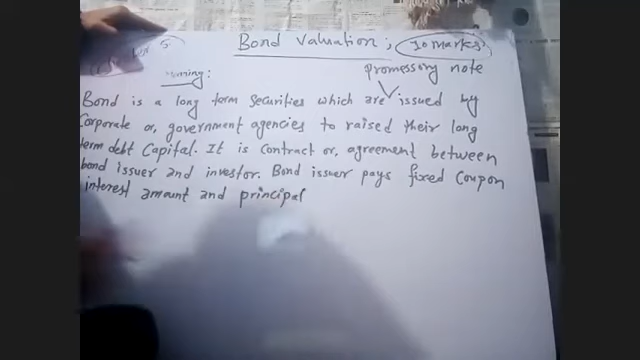 Bond Valuation; 10 marks
promessory note
Bond is a long term Securities which are issued by
Corporate or, government agencies to raised their long
term debt Capital. It is Contract or, agreement between
bond issuer and investor. Bond issuer pays fixed Coupon
interest amount and principal